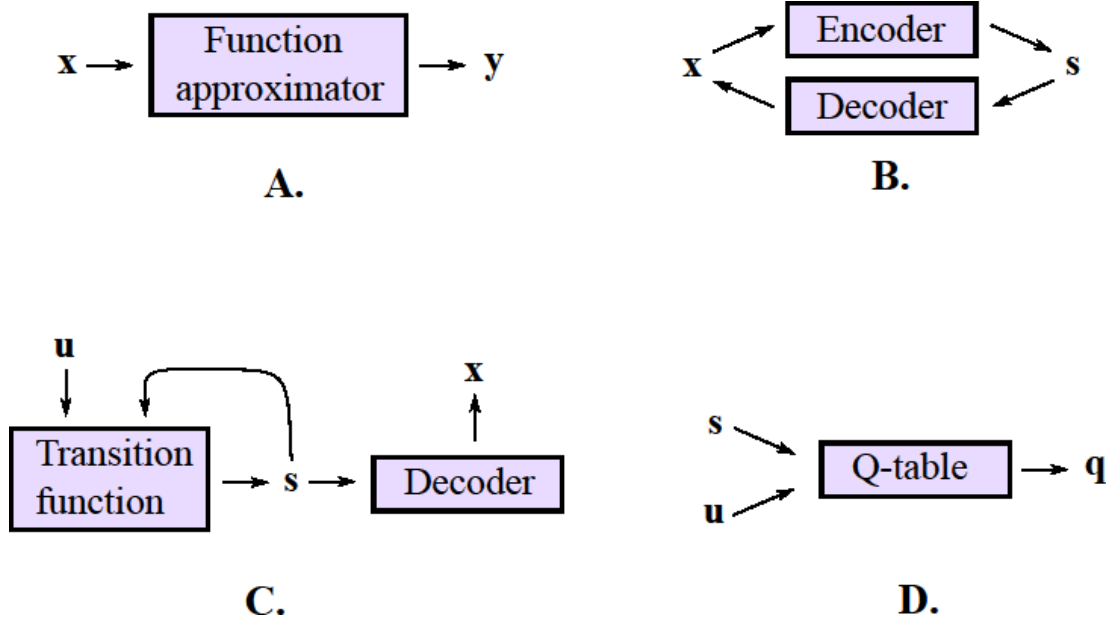 x
Function
approximator
y
A.
Encoder
x
s
Decoder
B.
u
x
Transition
function
s
Decoder
C.
s
Q-table
q
u
D.